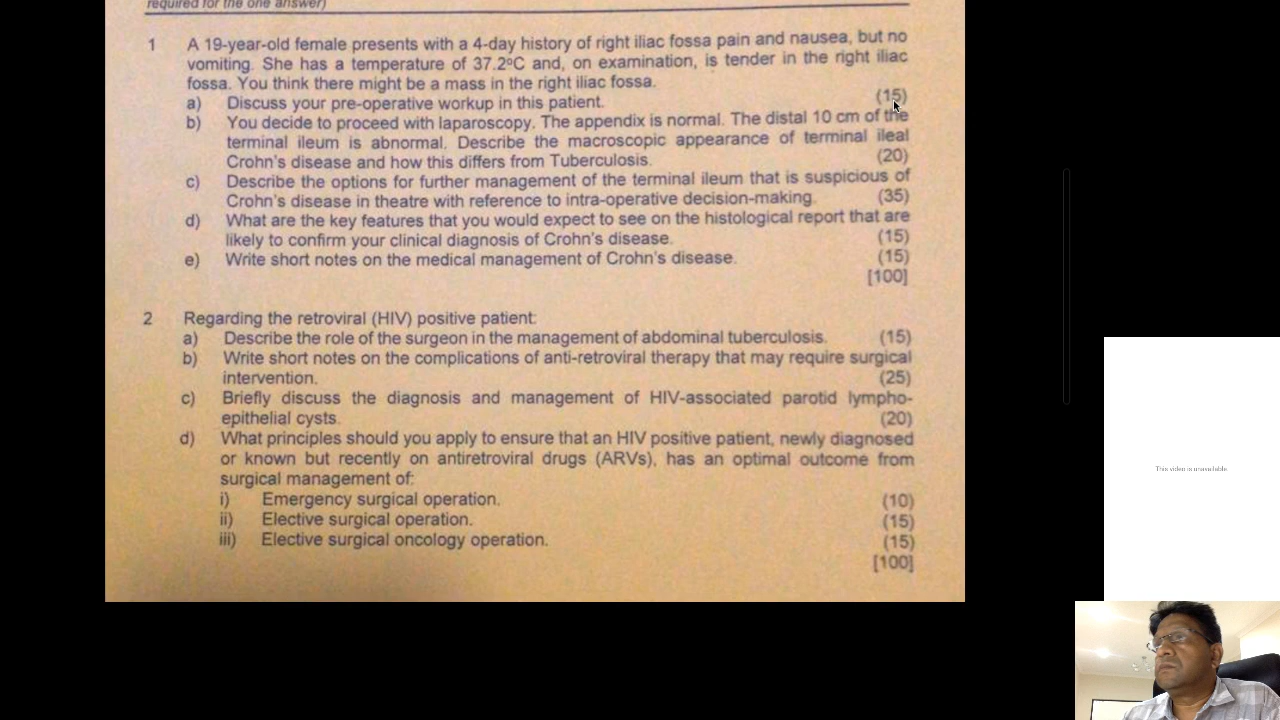 required for the one answer)
1 A 19-year-old female presents with a 4-day history of right iliac fossa pain and nausea, but no
vomiting. She has a temperature of 37.2ºC and, on examination, is tender in the right iliac
fossa. You think there might be a mass in the right iliac fossa.
a) Discuss your pre-operative workup in this patient. (15)
b) You decide to proceed with laparoscopy. The appendix is normal. The distal 10 cm of the
terminal ileum is abnormal. Describe the macroscopic appearance of terminal ileal
Crohn's disease and how this differs from Tuberculosis. (20)
c) Describe the options for further management of the terminal ileum that is suspicious of
Crohn's disease in theatre with reference to intra-operative decision-making. (35)
d) What are the key features that you would expect to see on the histological report that are
likely to confirm your clinical diagnosis of Crohn's disease. (15)
e) Write short notes on the medical management of Crohn's disease. (15)
[100]
2 Regarding the retroviral (HIV) positive patient:
a) Describe the role of the surgeon in the management of abdominal tuberculosis. (15)
b) Write short notes on the complications of anti-retroviral therapy that may require surgical
intervention. (25)
c) Briefly discuss the diagnosis and management of HIV-associated parotid lympho-
epithelial cysts. (20)
d) What principles should you apply to ensure that an HIV positive patient, newly diagnosed
or known but recently on antiretroviral drugs (ARVs), has an optimal outcome from
surgical management of:
i) Emergency surgical operation. (10)
ii) Elective surgical operation. (15)
iii) Elective surgical oncology operation. (15)
[100]
This video is unavailable